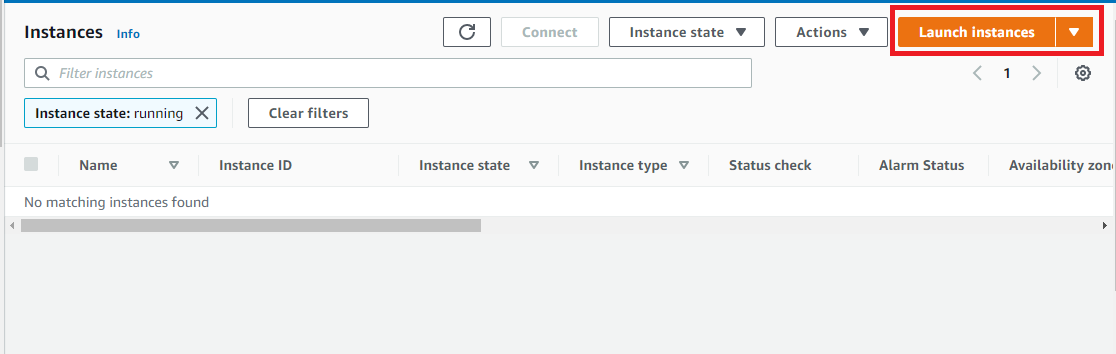 Instances Info Connect Instance state Actions Launch instances
Filter instances 1
Instance state: running Clear filters
Name Instance ID Instance state Instance type Status check Alarm Status Availability zone
No matching instances found